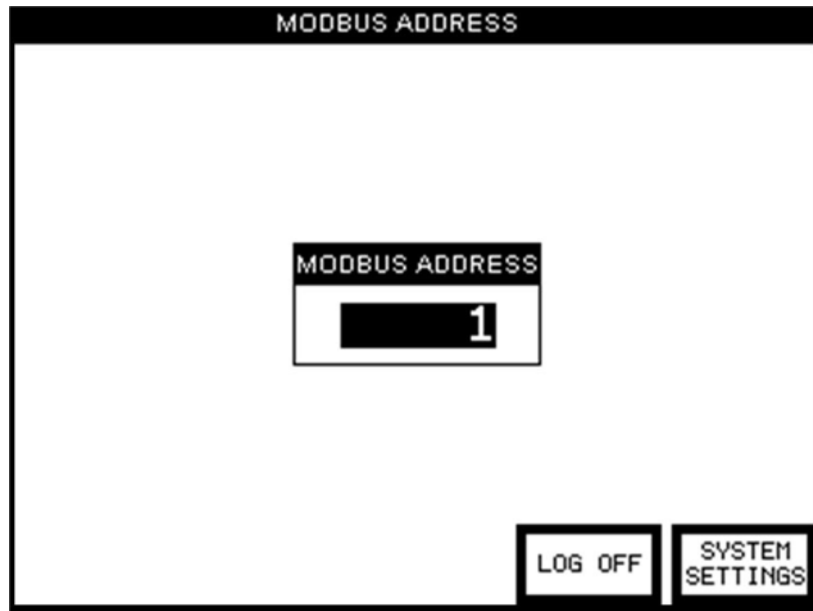 MODBUS ADDRESS
MODBUS ADDRESS
1
LOG OFF
SYSTEM
SETTINGS